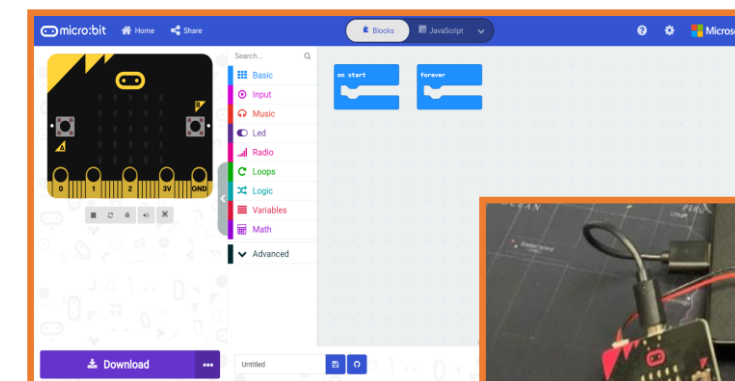 micro:bit Home Share Blocks JavaScript Microso
Search...
Basic
Input
Music
Led
Radio
Loops
Logic
Variables
Math
Advanced
on start forever
B
A
0 1 2 3V GND
Download
Untitled